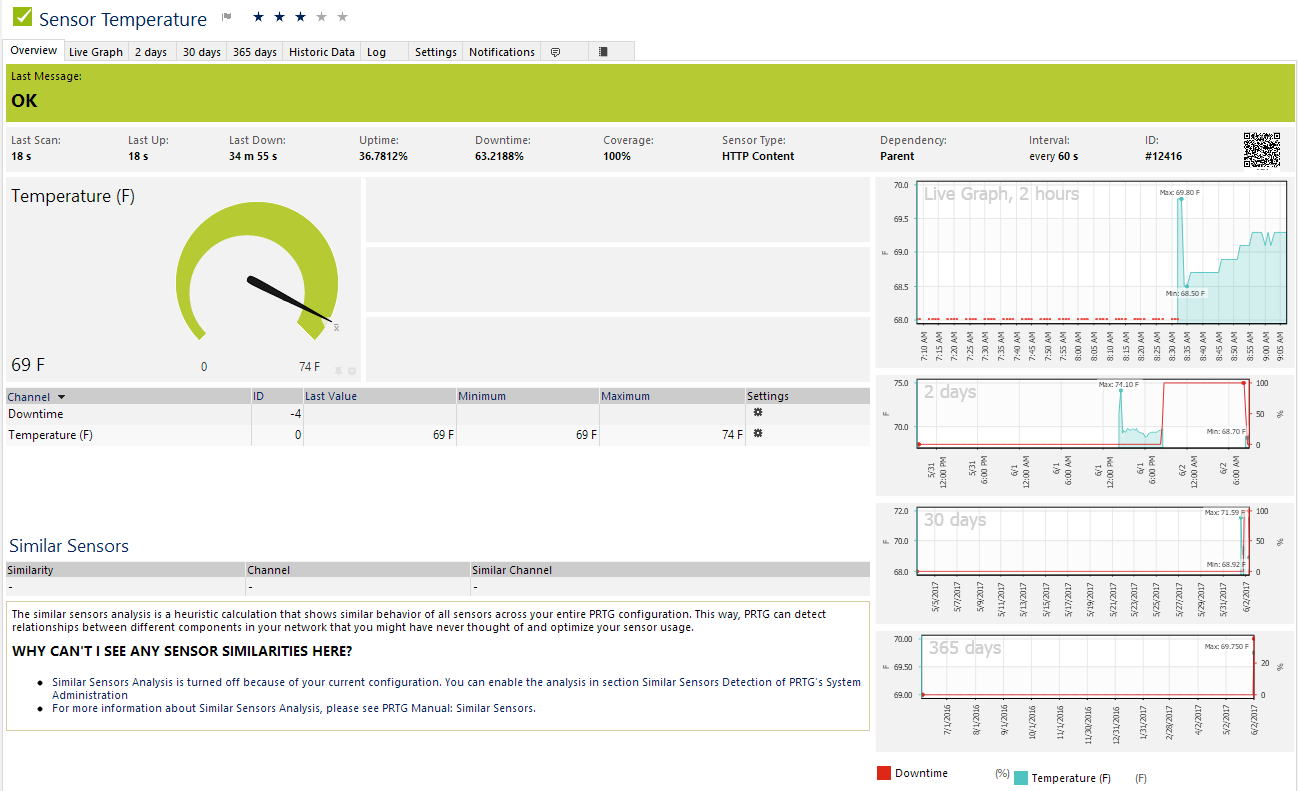 Sensor Temperature
Overview Live Graph 2 days 30 days 365 days Historic Data Log Settings Notifications
Last Message:
OK
Last Scan: Last Up: Last Down: Uptime: Downtime: Coverage: Sensor Type: Dependency: Interval: ID:
18 s 18 s 34 m 55 s 36.7812% 63.2188% 100% HTTP Content Parent every 60 s #12416
Temperature (F)
69 F 0 74 F
Channel ID Last Value Minimum Maximum Settings
Downtime -4
Temperature (F) 0 69 F 69 F 74 F
Similar Sensors
Similarity Channel Similar Channel
- - -
The similar sensors analysis is a heuristic calculation that shows similar behavior of all sensors across your entire PRTG configuration. This way, PRTG can detect
relationships between different components in your network that you might have never thought of and optimize your sensor usage.
WHY CAN'T I SEE ANY SENSOR SIMILARITIES HERE?
Similar Sensors Analysis is turned off because of your current configuration. You can enable the analysis in section Similar Sensors Detection of PRTG's System
Administration
For more information about Similar Sensors Analysis, please see PRTG Manual: Similar Sensors.
Live Graph, 2 hours
Max: 69.80 F
Min: 68.50 F
70.0
69.5
69.0
68.5
68.0
F
7:10 AM 7:15 AM 7:20 AM 7:25 AM 7:30 AM 7:35 AM 7:40 AM 7:45 AM 7:50 AM 7:55 AM 8:00 AM 8:05 AM 8:10 AM 8:15 AM 8:20 AM 8:25 AM 8:30 AM 8:35 AM 8:40 AM 8:45 AM 8:50 AM 8:55 AM 9:00 AM 9:05 AM
2 days
Max: 74.10 F
Min: 68.70 F
75.0
70.0
F
100
50
0
%
5/31 12:00 PM 5/31 6:00 PM 6/1 12:00 AM 6/1 6:00 AM 6/1 12:00 PM 6/1 6:00 PM 6/2 12:00 AM 6/2 6:00 AM
30 days
Max: 71.59 F
Min: 68.92 F
72.0
70.0
68.0
F
100
50
0
%
5/5/2017 5/7/2017 5/9/2017 5/11/2017 5/13/2017 5/15/2017 5/17/2017 5/19/2017 5/21/2017 5/23/2017 5/25/2017 5/27/2017 5/29/2017 5/31/2017 6/2/2017
365 days
Max: 69.750 F
70.00
69.50
69.00
F
20
0
%
7/1/2016 8/1/2016 9/1/2016 10/1/2016 11/1/2016 11/30/2016 12/31/2016 1/31/2017 2/28/2017 4/2/2017 5/2/2017 6/2/2017
Downtime (%) Temperature (F) (F)